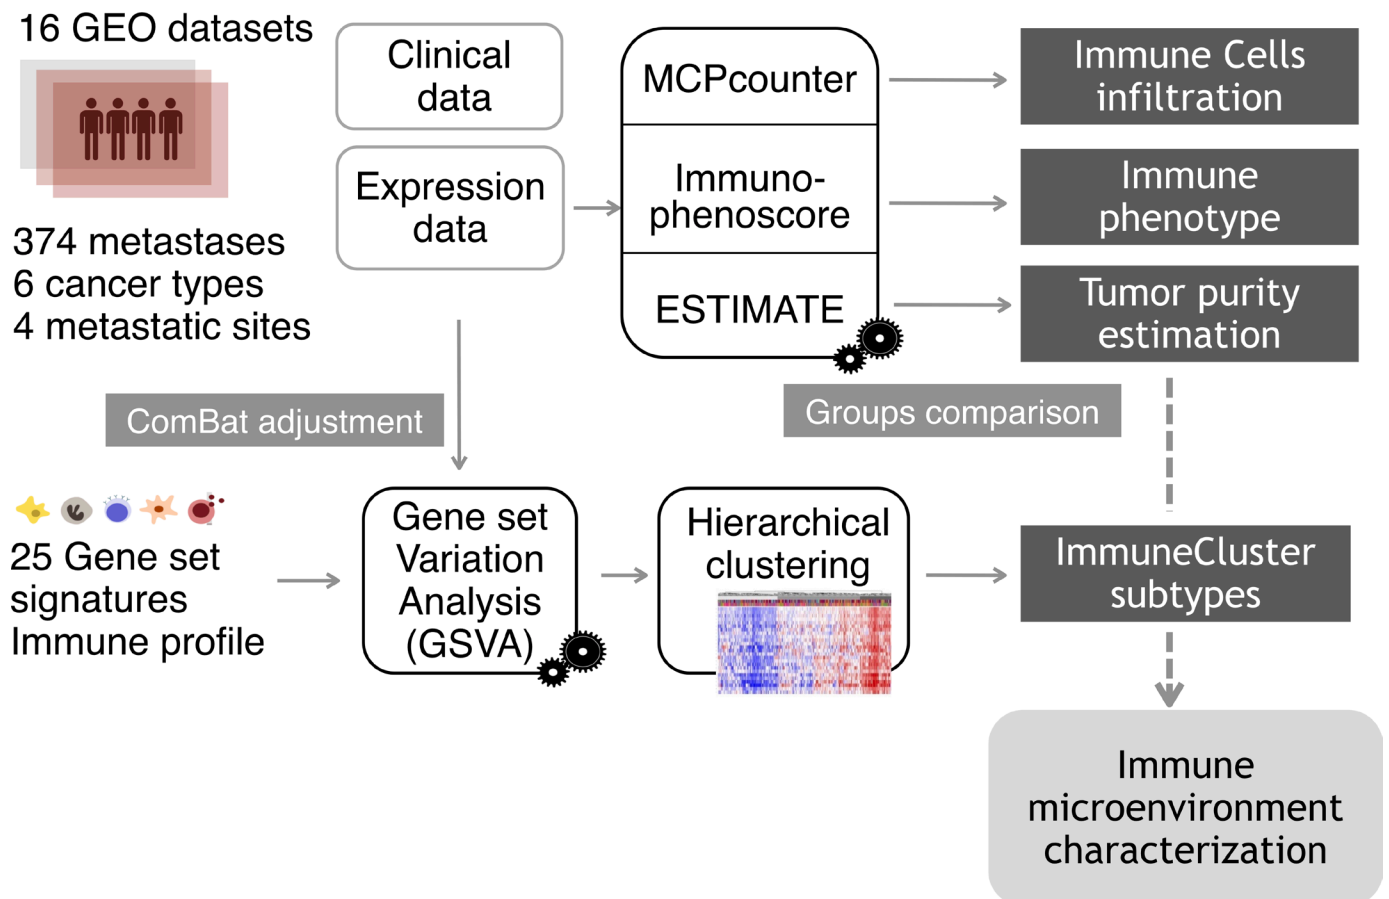 16 GEO datasets
374 metastases
6 cancer types
4 metastatic sites
Clinical
data
Expression
data
MCPcounter
Immuno-
phenoscore
ESTIMATE
Immune Cells
infiltration
Immune
phenotype
Tumor purity
estimation
ComBat adjustment
Groups comparison
25 Gene set
signatures
Immune profile
Gene set
Variation
Analysis
(GSVA)
Hierarchical
clustering
ImmuneCluster
subtypes
Immune
microenvironment
characterization